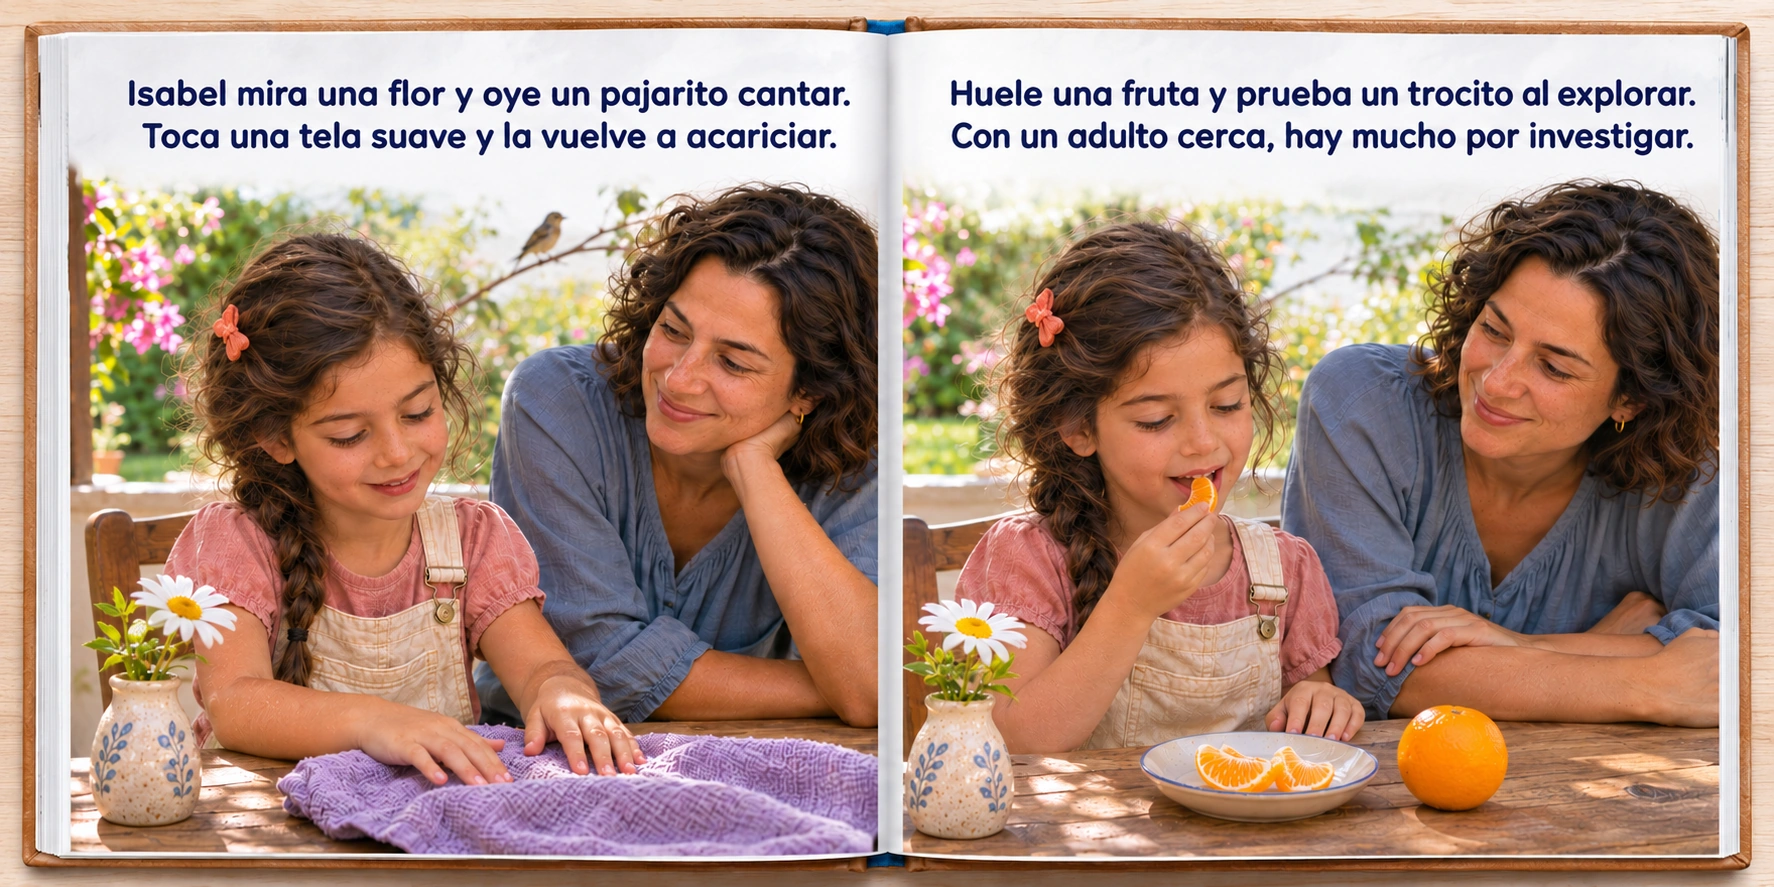 Isabel mira una flor y oye un pajarito cantar.
Toca una tela suave y la vuelve a acariciar.
Huele una fruta y prueba un trocito al explorar.
Con un adulto cerca, hay mucho por investigar.